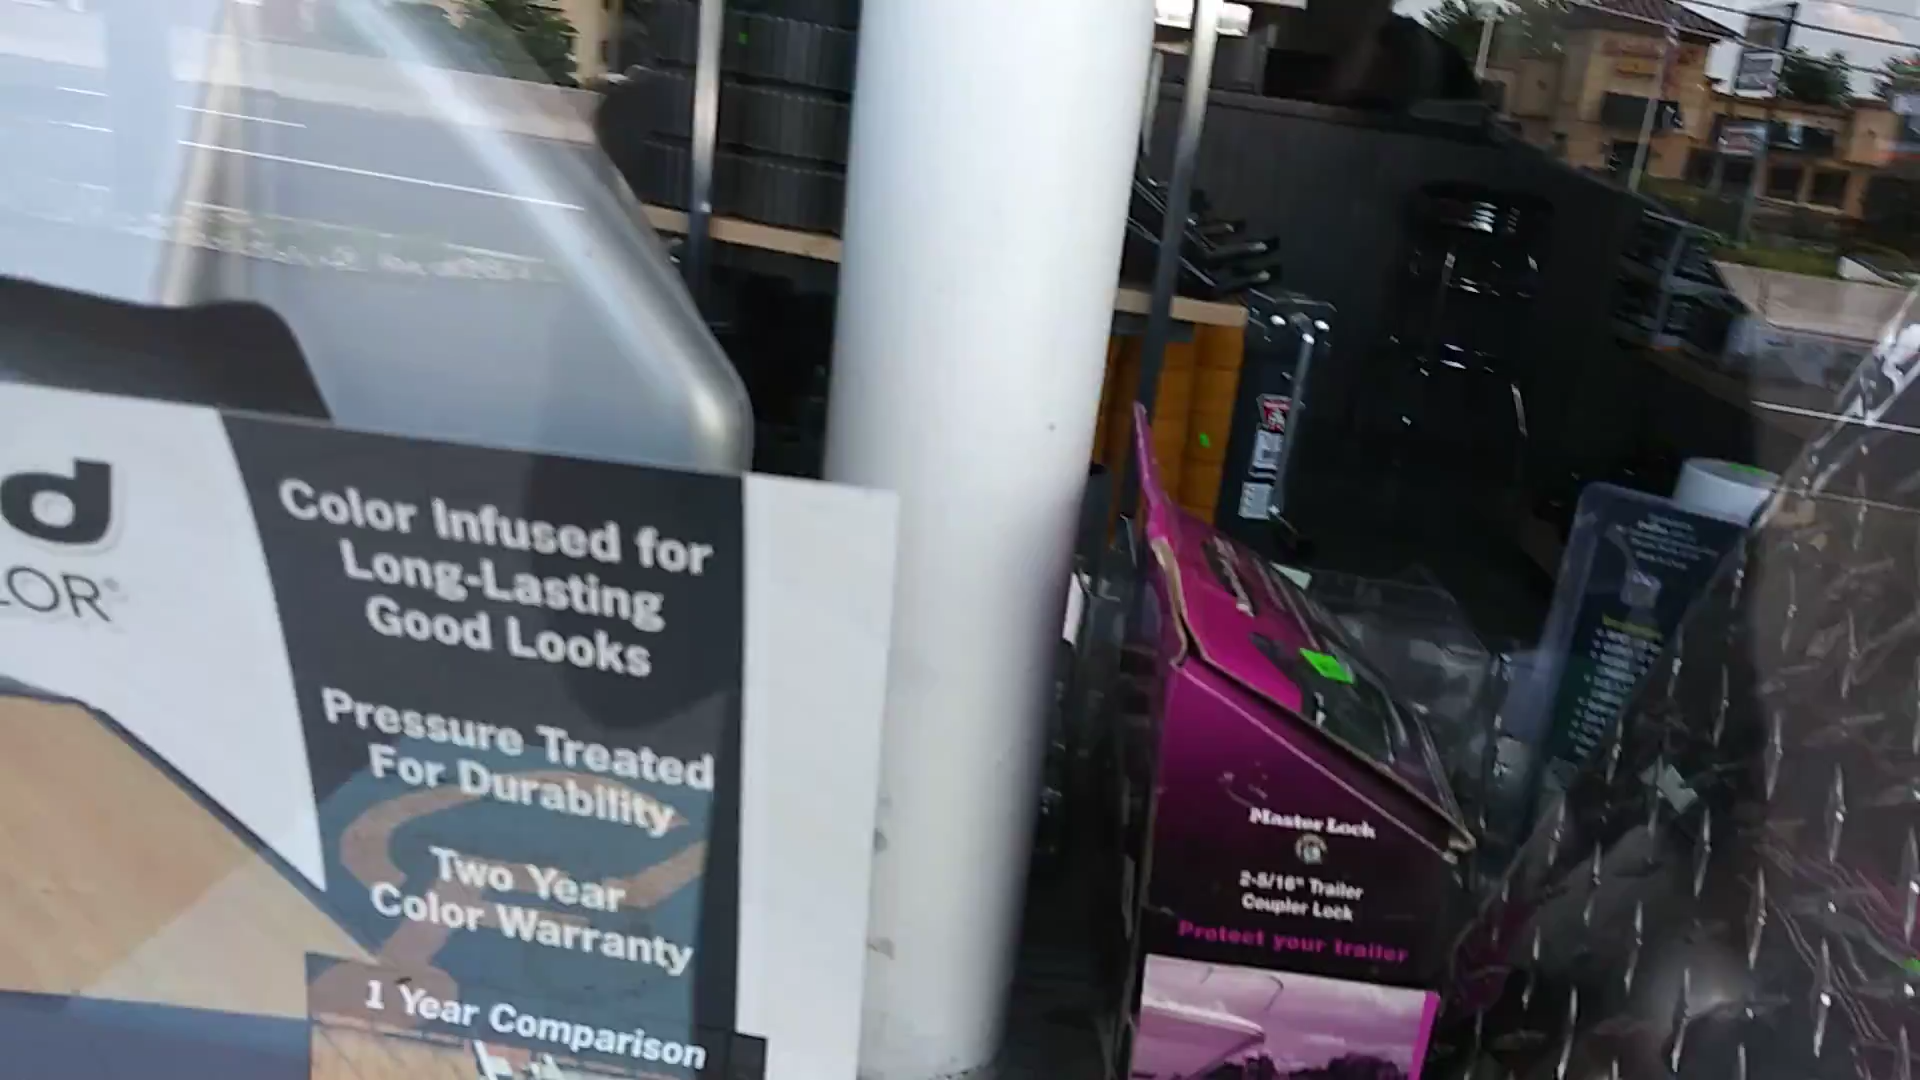 d
LOR®
Color Infused for
Long-Lasting
Good Looks
Pressure Treated
For Durability
Two Year
Color Warranty
1 Year Comparison
Master Lock
2-5/16" Trailer
Coupler Lock
Protect your trailer